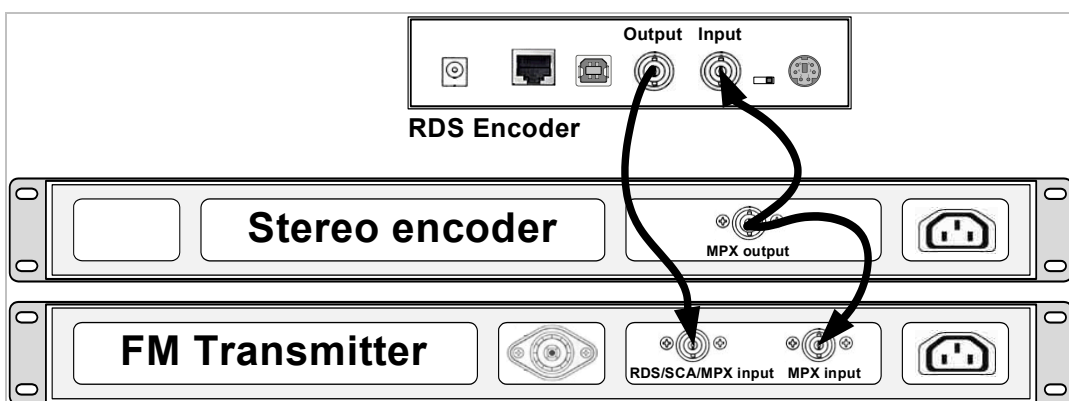 Output Input
RDS Encoder
Stereo encoder
MPX output
FM Transmitter
RDS/SCA/MPX input MPX input